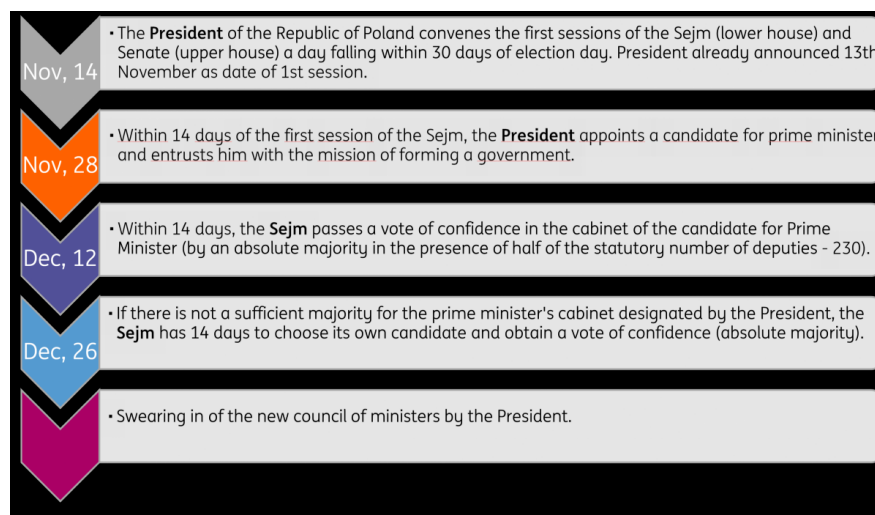 Nov, 14
· The President of the Republic of Poland convenes the first sessions of the Sejm (lower house) and
Senate (upper house) a day falling within 30 days of election day. President already announced 13th
November as date of 1st session.
Nov, 28
· Within 14 days of the first session of the Sejm, the President appoints a candidate for prime minister
and entrusts him with the mission of forming a government.
Dec, 12
· Within 14 days, the Sejm passes a vote of confidence in the cabinet of the candidate for Prime
Minister (by an absolute majority in the presence of half of the statutory number of deputies - 230).
Dec, 26
· If there is not a sufficient majority for the prime minister's cabinet designated by the President, the
Sejm has 14 days to choose its own candidate and obtain a vote of confidence (absolute majority).
· Swearing in of the new council of ministers by the President.